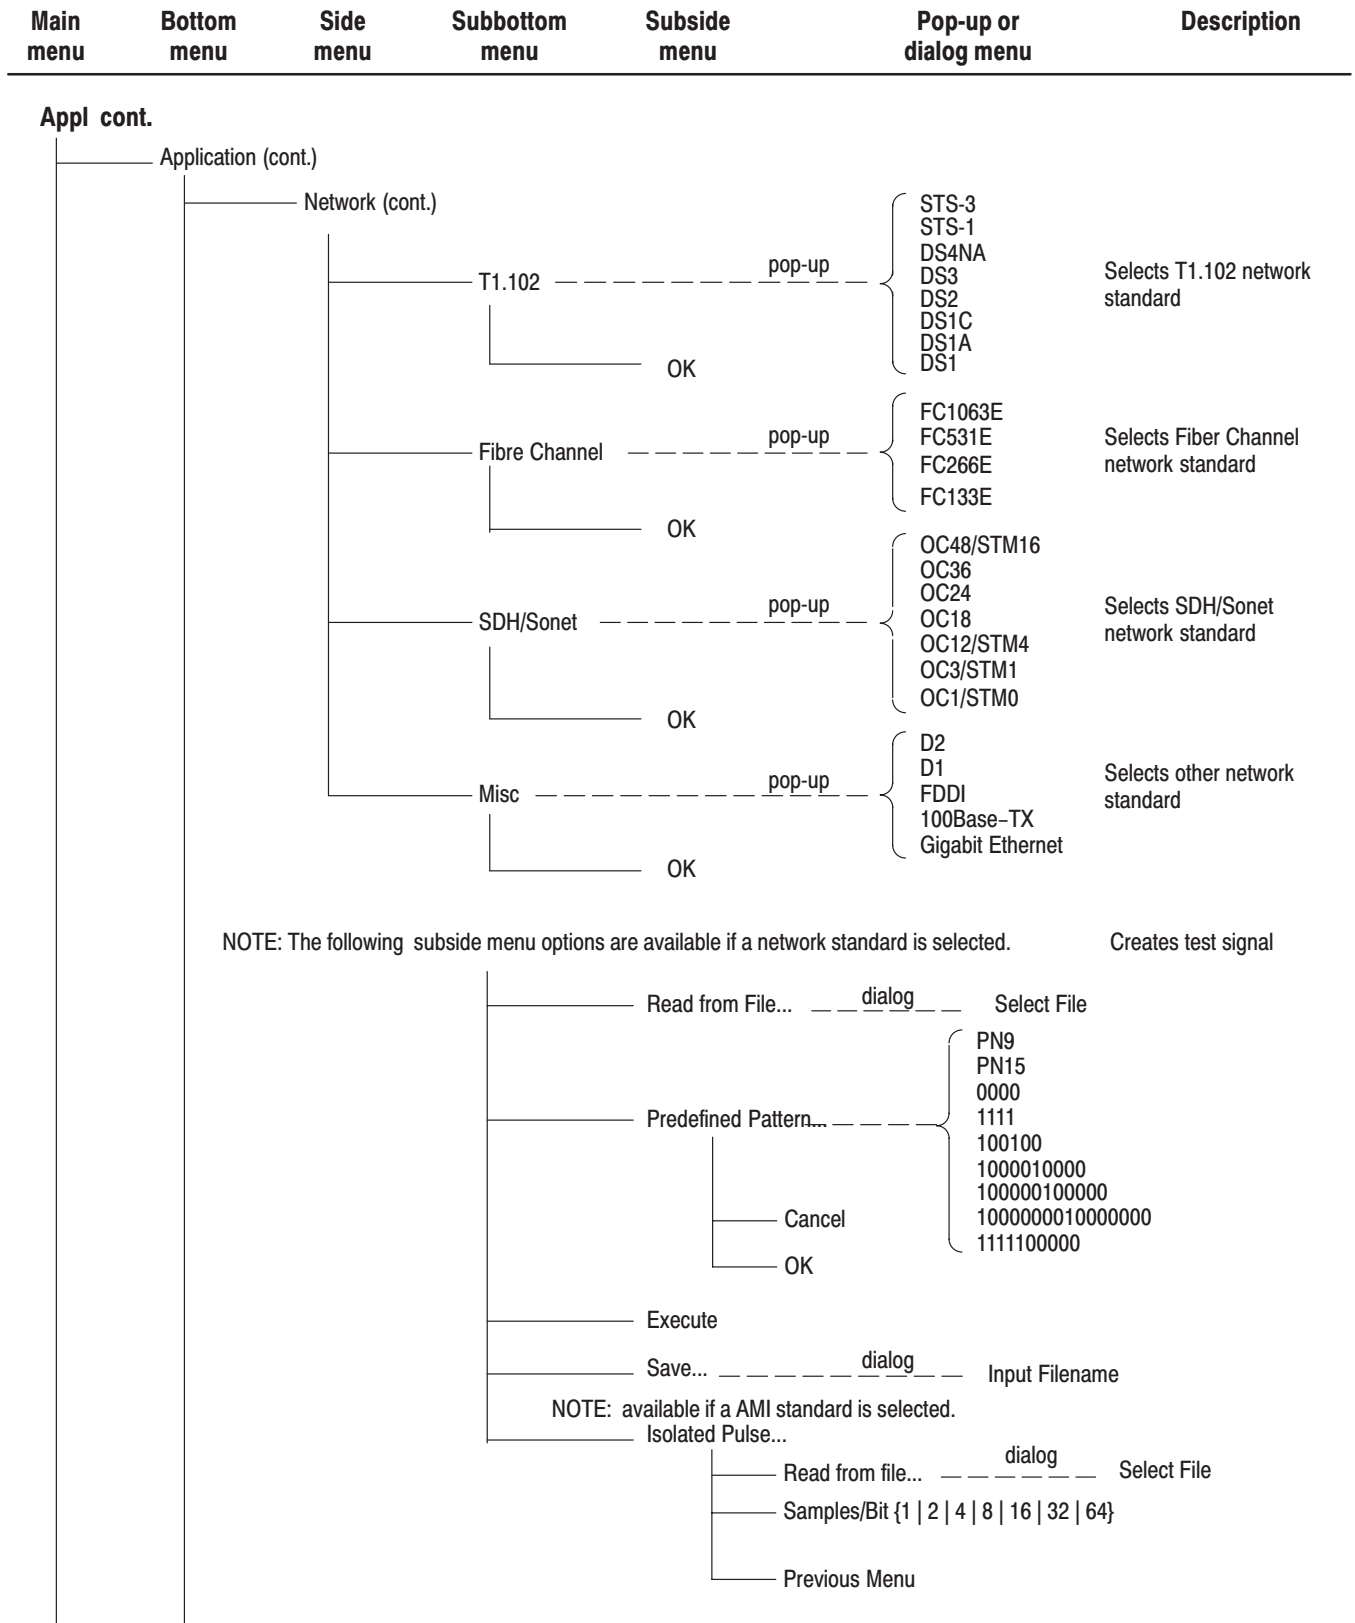 Main menu
Bottom menu
Side menu
Subbottom menu
Subside menu
Pop-up or dialog menu
Description
Appl cont.
Application (cont.)
Network (cont.)
T1.102
pop-up
STS-3
STS-1
DS4NA
DS3
DS2
DS1C
DS1A
DS1
Selects T1.102 network
standard
OK
Fibre Channel
pop-up
FC1063E
FC531E
FC266E
FC133E
Selects Fiber Channel
network standard
OK
SDH/Sonet
pop-up
OC48/STM16
OC36
OC24
OC18
OC12/STM4
OC3/STM1
OC1/STM0
Selects SDH/Sonet
network standard
OK
Misc
pop-up
D2
D1
FDDI
100Base–TX
Gigabit Ethernet
Selects other network
standard
OK
NOTE: The following subside menu options are available if a network standard is selected.
Creates test signal
Read from File...
dialog
Select File
Predefined Pattern...
PN9
PN15
0000
1111
100100
1000010000
100000100000
1000000010000000
1111100000
Cancel
OK
Execute
Save...
dialog
Input Filename
NOTE: available if a AMI standard is selected.
Isolated Pulse...
Read from file...
dialog
Select File
Samples/Bit {1 | 2 | 4 | 8 | 16 | 32 | 64}
Previous Menu